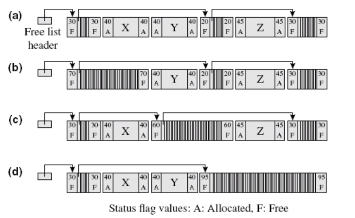 (a)
30 30 40 40 40 40 20 20 45 45 30 30
X Y Z
F F A A A A F F A A F F
Free list
header
(b)
70 70 40 40 20 20 45 45 30 30
Y Z
F F A A F F A A F F
(c)
30 30 40 40 60 60 45 45 30 30
X Z
F F A A F F A A F F
(d)
30 30 40 40 40 40 95 95
X Y
F F A A A A F F
Status flag values: A: Allocated, F: Free